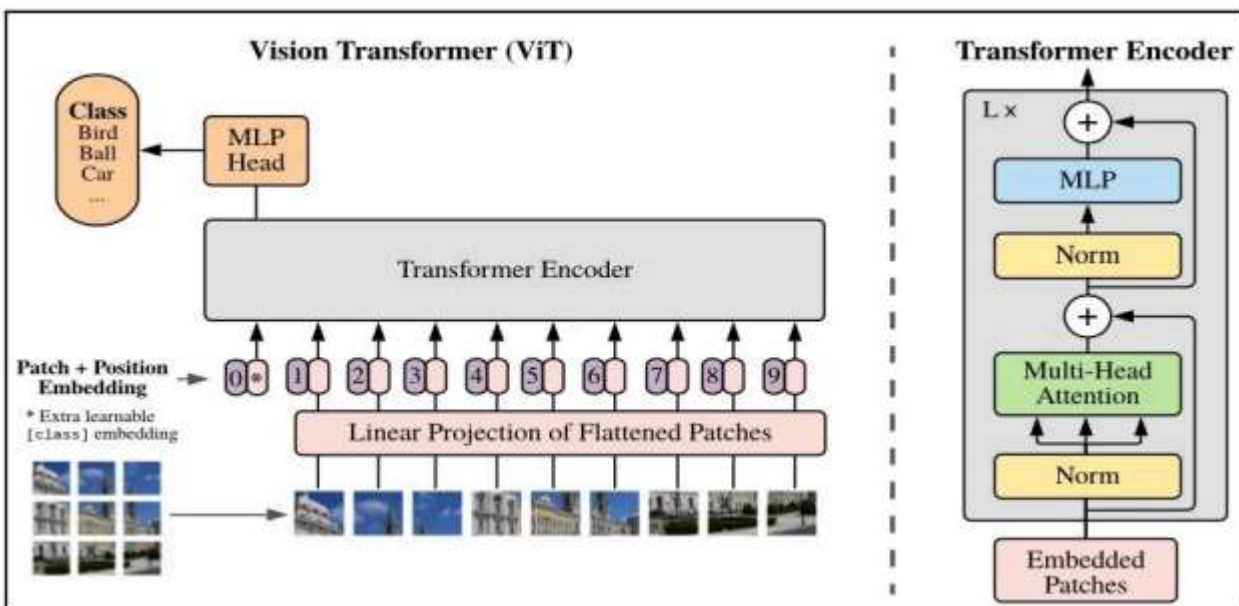 Vision Transformer (ViT)
Class
Bird
Ball
Car
...
MLP
Head
Transformer Encoder
Patch + Position
Embedding
* Extra learnable
[class] embedding
0 * 1 2 3 4 5 6 7 8 9
Linear Projection of Flattened Patches
Transformer Encoder
L ×
+
MLP
Norm
+
Multi-Head
Attention
Norm
Embedded
Patches